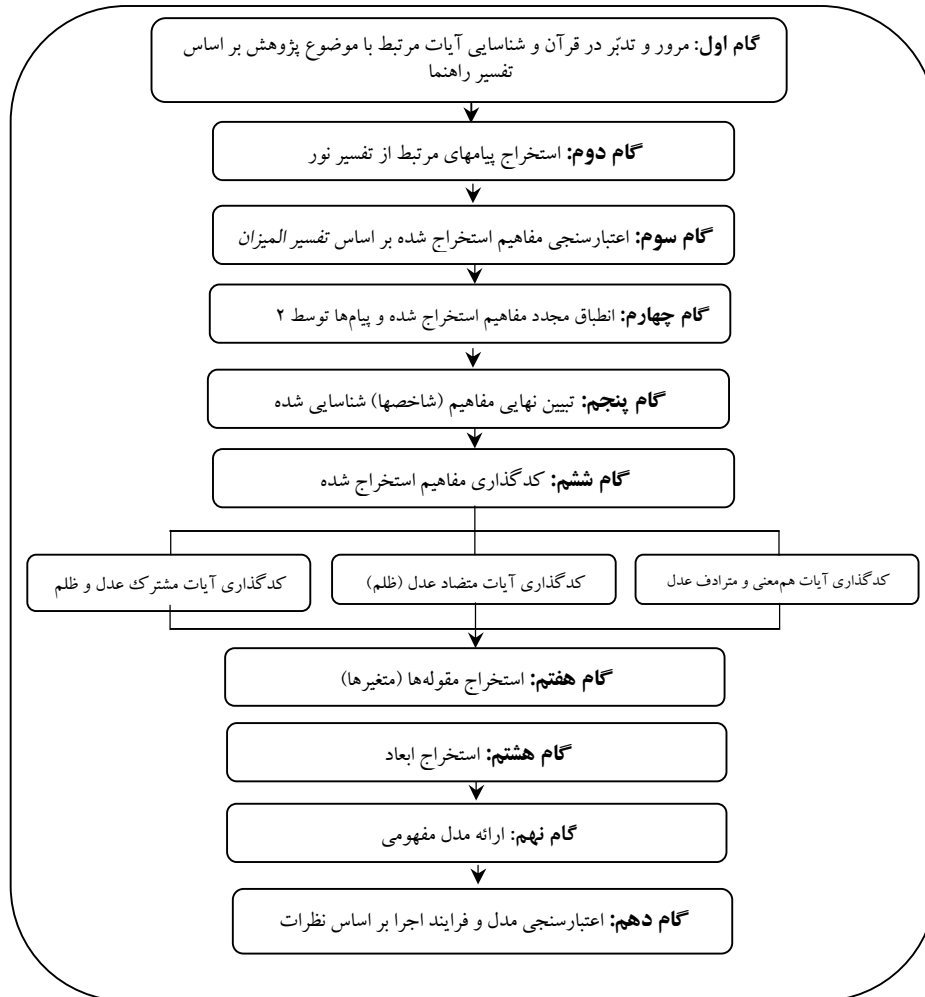 گام اول: مرور و تدبّر در قرآن و شناسایی آیات مرتبط با موضوع پژوهش بر اساس
تفسیر راهنما
گام دوم: استخراج پیامهای مرتبط از تفسیر نور
گام سوم: اعتبارسنجی مفاهیم استخراج شده بر اساس تفسیر المیزان
گام چهارم: انطباق مجدد مفاهیم استخراج شده و پیام‌ها توسط ۲
گام پنجم: تبیین نهایی مفاهیم (شاخصها) شناسایی شده
گام ششم: کدگذاری مفاهیم استخراج شده
کدگذاری آیات هم‌معنی و مترادف عدل
کدگذاری آیات متضاد عدل (ظلم)
کدگذاری آیات مشترک عدل و ظلم
گام هفتم: استخراج مقوله‌ها (متغیرها)
گام هشتم: استخراج ابعاد
گام نهم: ارائه مدل مفهومی
گام دهم: اعتبارسنجی مدل و فرایند اجرا بر اساس نظرات